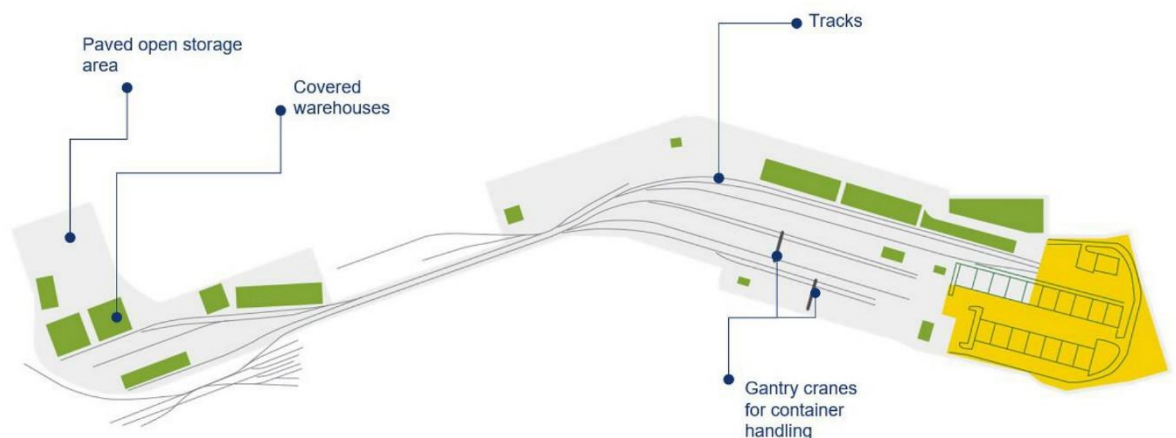 Tracks
Paved open storage
area
Covered
warehouses
Gantry cranes
for container
handling